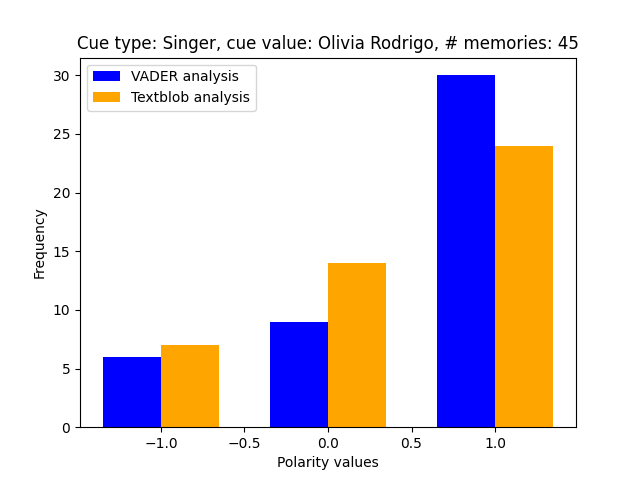 Cue type: Singer, cue value: Olivia Rodrigo, # memories: 45
VADER analysis
Textblob analysis
30
25
20
15
10
5
0
Frequency
−1.0 −0.5 0.0 0.5 1.0
Polarity values